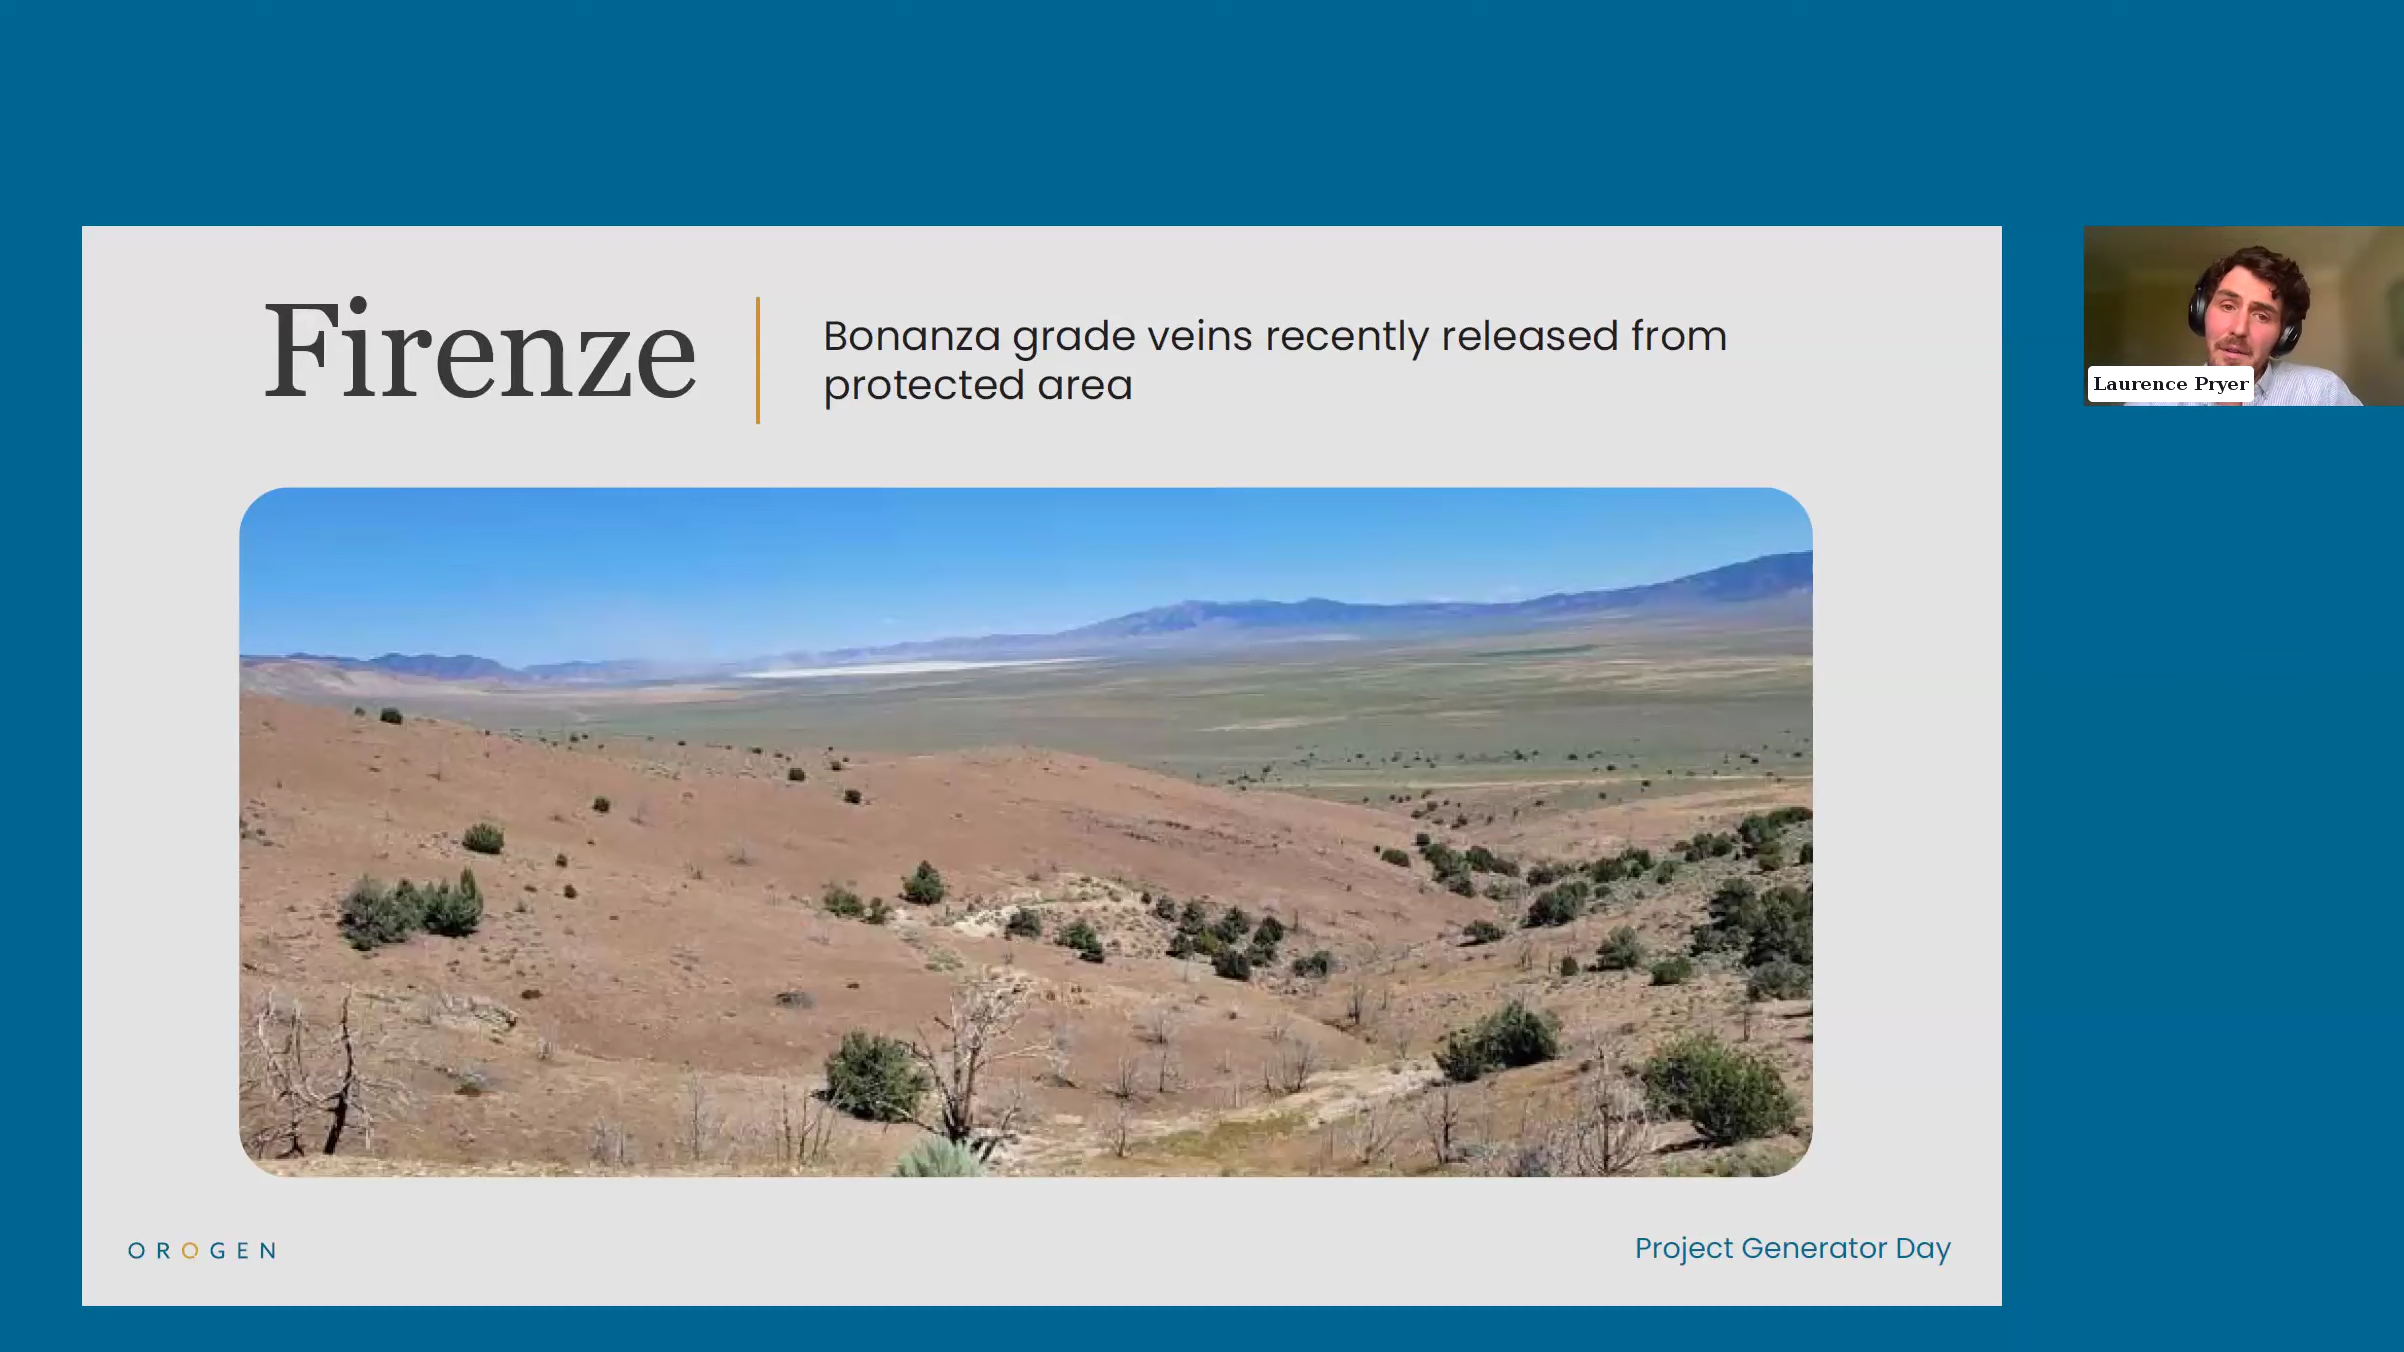 Firenze
Bonanza grade veins recently released from
protected area
Laurence Pryer
OROGEN
Project Generator Day